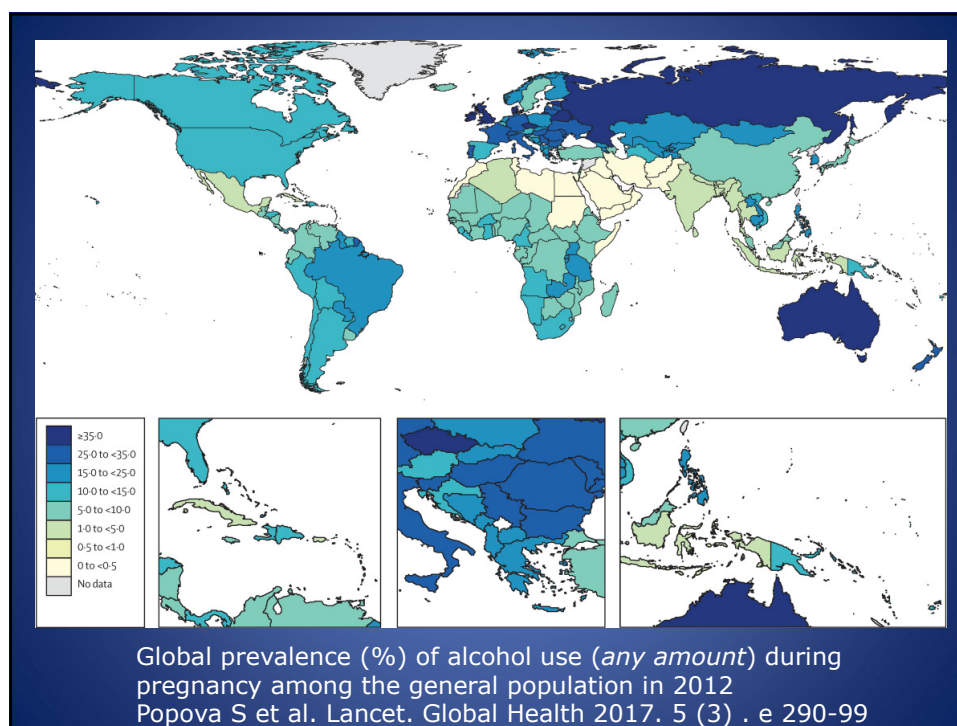 ≥35·0
25·0 to <35·0
15·0 to <25·0
10·0 to <15·0
5·0 to <10·0
1·0 to <5·0
0·5 to <1·0
0 to <0·5
No data
Global prevalence (%) of alcohol use (any amount) during
pregnancy among the general population in 2012
Popova S et al. Lancet. Global Health 2017. 5 (3) . e 290-99